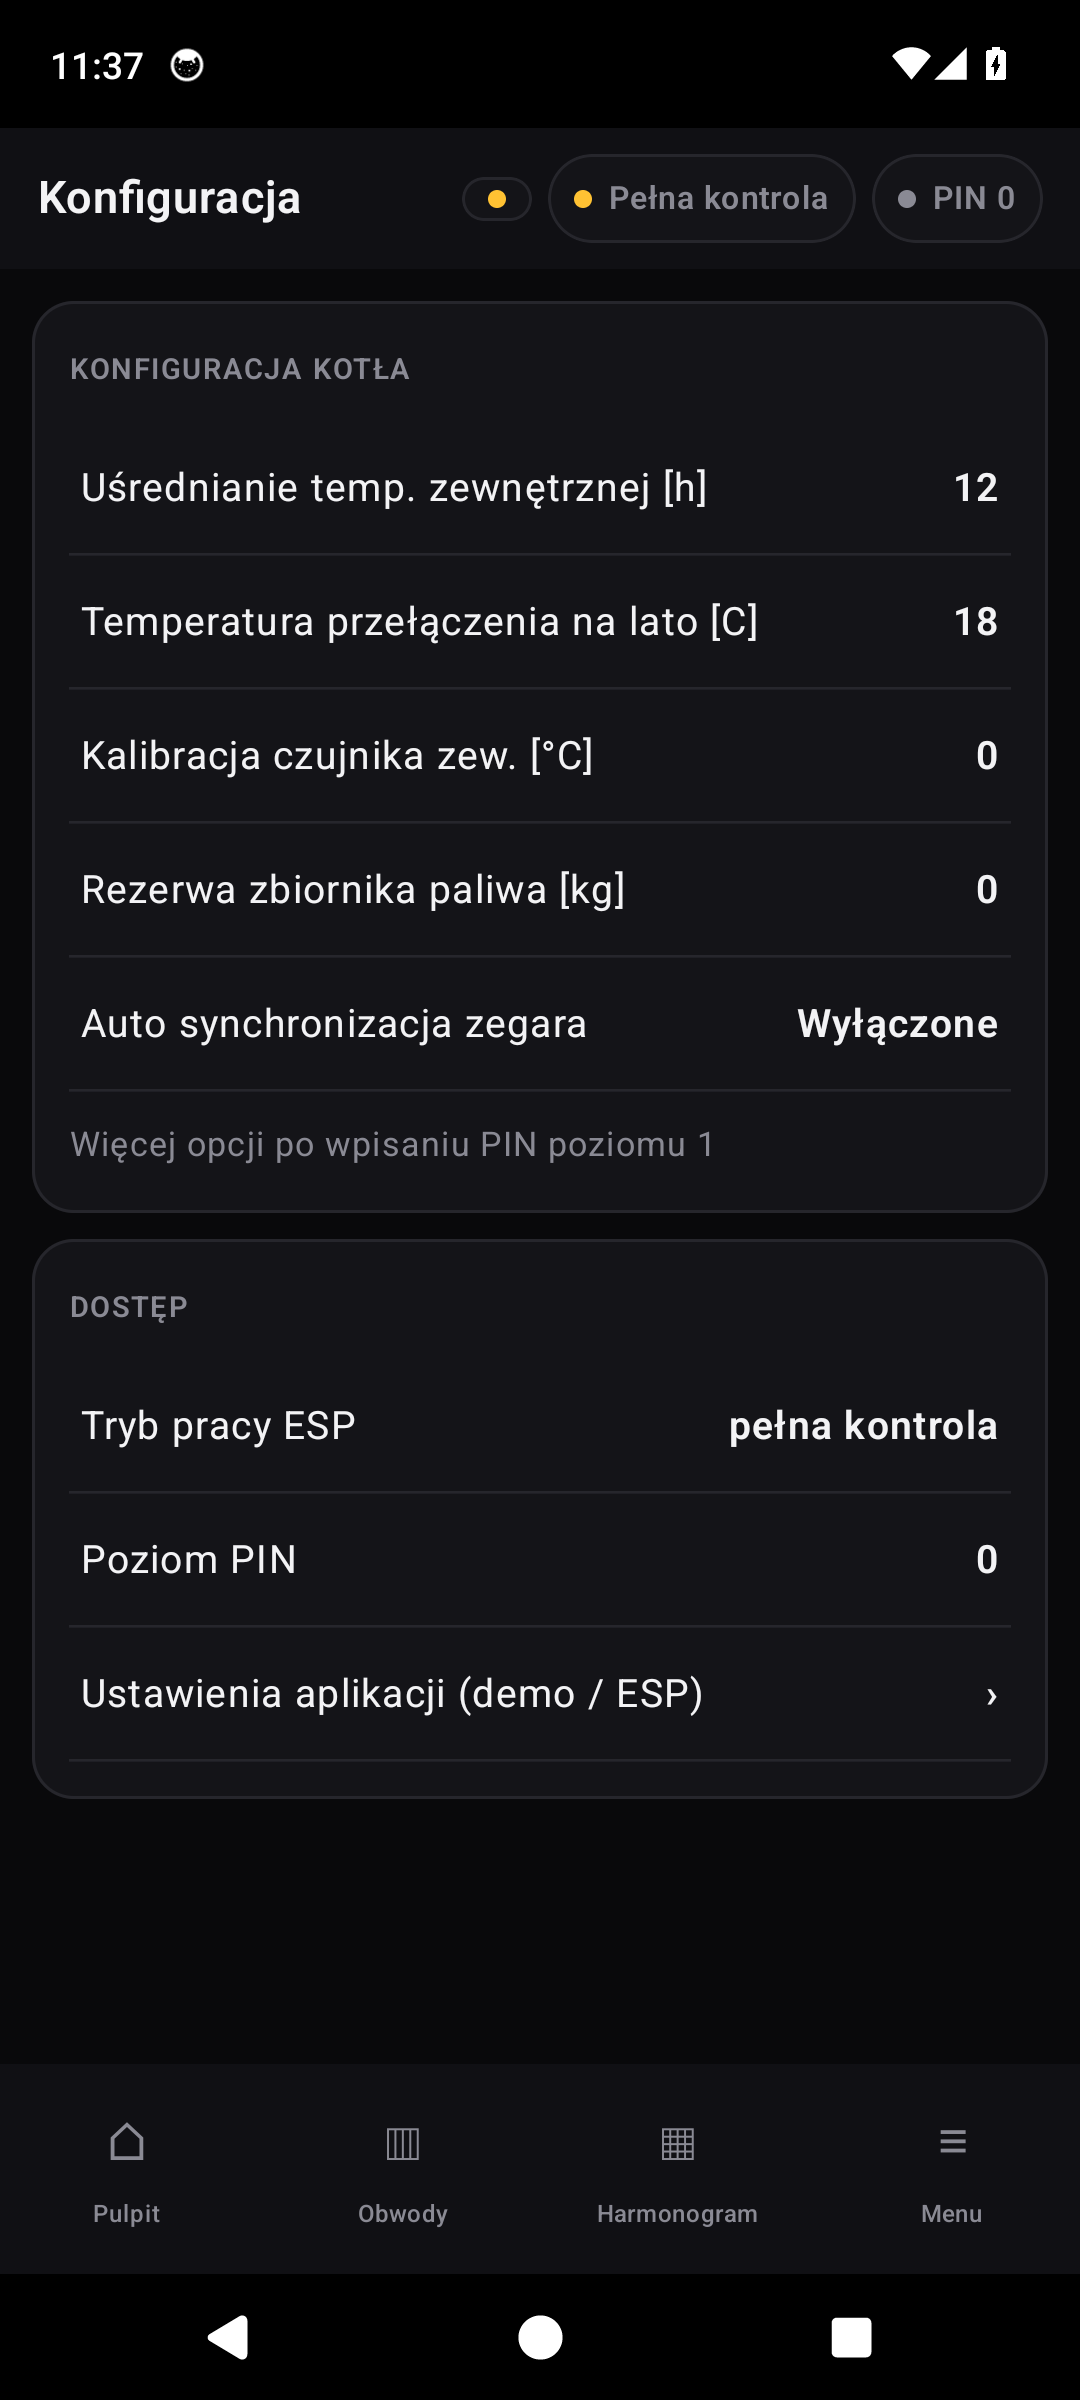 11:37
Konfiguracja
Pełna kontrola
PIN 0
KONFIGURACJA KOTŁA
Uśrednianie temp. zewnętrznej [h] 12
Temperatura przełączenia na lato [C] 18
Kalibracja czujnika zew. [°C] 0
Rezerwa zbiornika paliwa [kg] 0
Auto synchronizacja zegara Wyłączone
Więcej opcji po wpisaniu PIN poziomu 1
DOSTĘP
Tryb pracy ESP pełna kontrola
Poziom PIN 0
Ustawienia aplikacji (demo / ESP) ›
Pulpit Obwody Harmonogram Menu